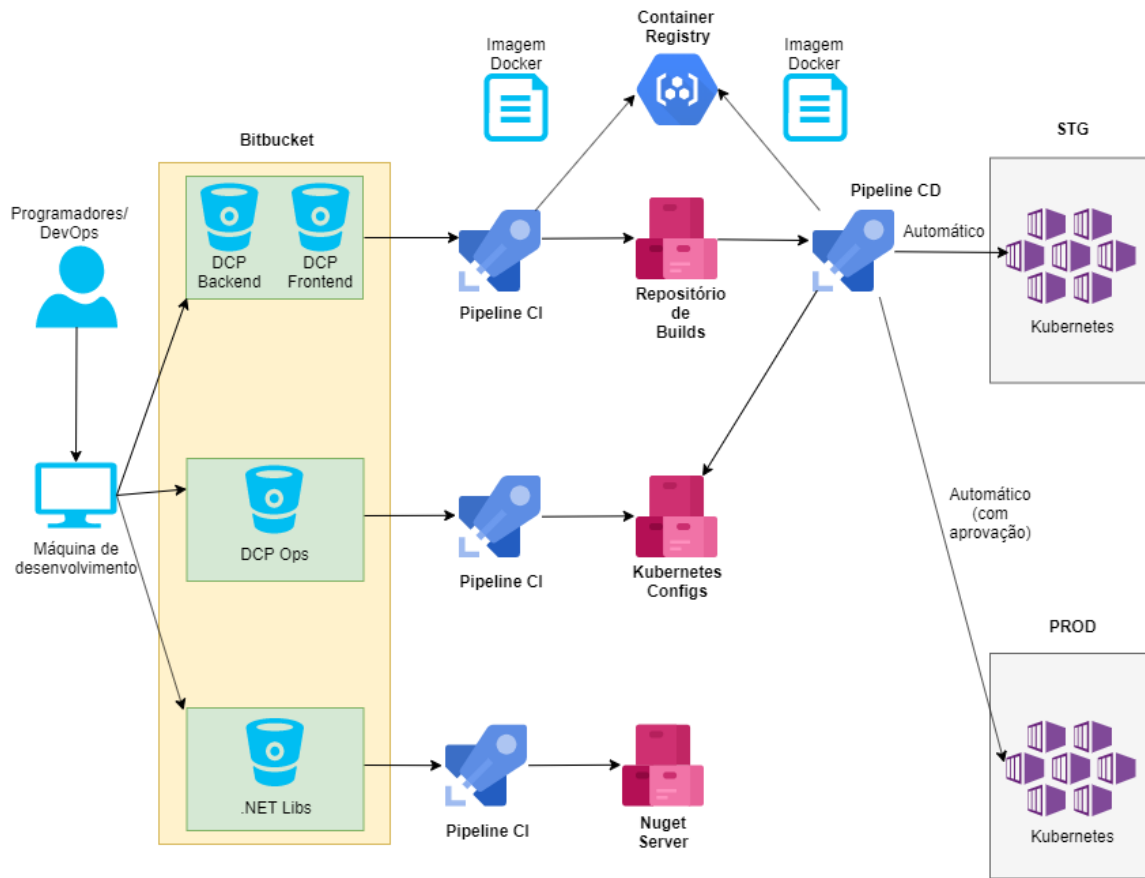 Container
Registry
Imagem
Docker
Imagem
Docker
Bitbucket
STG
Programadores/
DevOps
DCP
Backend
DCP
Frontend
Pipeline CI
Repositório
de
Builds
Pipeline CD
Automático
Kubernetes
Máquina de
desenvolvimento
DCP Ops
Pipeline CI
Kubernetes
Configs
Automático
(com
aprovação)
PROD
.NET Libs
Pipeline CI
Nuget
Server
Kubernetes